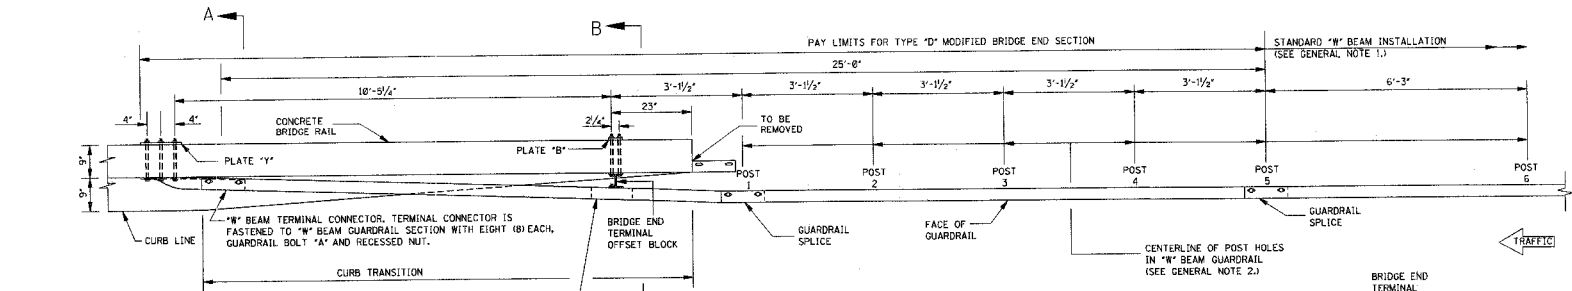 A
B
PAY LIMITS FOR TYPE "D" MODIFIED BRIDGE END SECTION
STANDARD "W" BEAM INSTALLATION
(SEE GENERAL NOTE 1.)
25'-0"
10'-5¼"
3'-1½"
3'-1½"
3'-1½"
3'-1½"
3'-1½"
6'-3"
23"
4"
4"
2¼"
CONCRETE
BRIDGE RAIL
TO BE
REMOVED
PLATE "Y"
PLATE "B"
9"
9"
POST
1
POST
2
POST
3
POST
4
POST
5
POST
6
"W" BEAM TERMINAL CONNECTOR. TERMINAL CONNECTOR IS
FASTENED TO "W" BEAM GUARDRAIL SECTION WITH EIGHT (8) EACH,
GUARDRAIL BOLT "A" AND RECESSED NUT.
CURB LINE
BRIDGE END
TERMINAL
OFFSET BLOCK
GUARDRAIL
SPLICE
FACE OF
GUARDRAIL
GUARDRAIL
SPLICE
CENTERLINE OF POST HOLES
IN "W" BEAM GUARDRAIL
(SEE GENERAL NOTE 2.)
TRAFFIC
CURB TRANSITION
BRIDGE END
TERMINAL